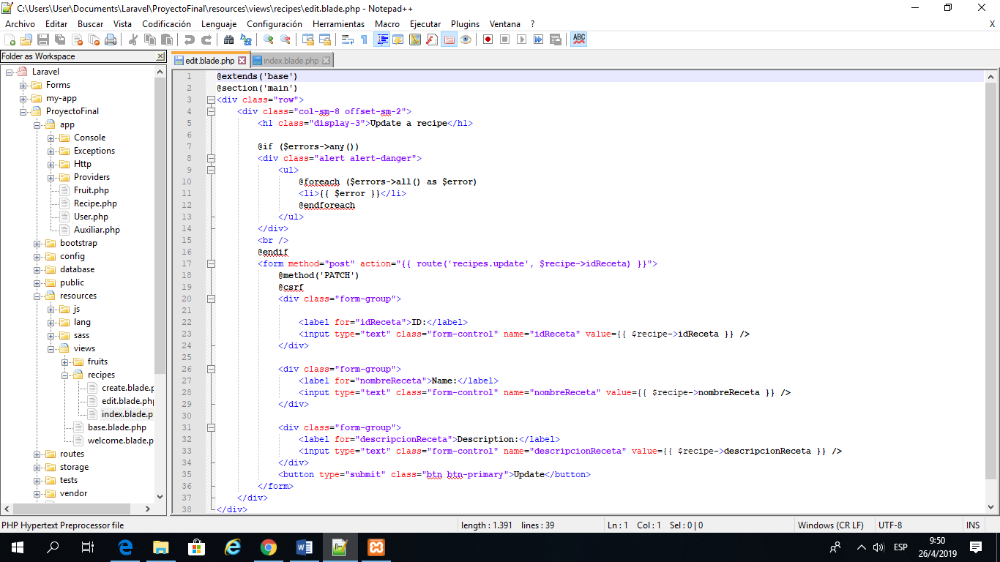 C:\Users\User\Documents\Laravel\ProyectoFinal\resources\views\recipes\edit.blade.php - Notepad++
Archivo Editar Buscar Vista Codificación Lenguaje Configuración Herramientas Macro Ejecutar Plugins Ventana ? X
ABC
Folder as Workspace
edit.blade.php index.blade.php
Laravel
Forms
my-app
ProyectoFinal
app
Console
Exceptions
Http
Providers
Fruit.php
Recipe.php
User.php
Auxiliar.php
bootstrap
config
database
public
resources
js
lang
sass
views
fruits
recipes
create.blade.p
edit.blade.php
index.blade.p
base.blade.php
welcome.blade.p
routes
storage
tests
vendor
1 @extends('base')
2 @section('main')
3 <div class="row">
4 <div class="col-sm-8 offset-sm-2">
5 <h1 class="display-3">Update a recipe</h1>
6
7 @if ($errors->any())
8 <div class="alert alert-danger">
9 <ul>
10 @foreach ($errors->all() as $error)
11 <li>{{ $error }}</li>
12 @endforeach
13 </ul>
14 </div>
15 <br />
16 @endif
17 <form method="post" action="{{ route('recipes.update', $recipe->idReceta) }}">
18 @method('PATCH')
19 @csrf
20 <div class="form-group">
21
22 <label for="idReceta">ID:</label>
23 <input type="text" class="form-control" name="idReceta" value={{ $recipe->idReceta }} />
24 </div>
25
26 <div class="form-group">
27 <label for="nombreReceta">Name:</label>
28 <input type="text" class="form-control" name="nombreReceta" value={{ $recipe->nombreReceta }} />
29 </div>
30
31 <div class="form-group">
32 <label for="descripcionReceta">Description:</label>
33 <input type="text" class="form-control" name="descripcionReceta" value={{ $recipe->descripcionReceta }} />
34 </div>
35 <button type="submit" class="btn btn-primary">Update</button>
36 </form>
37 </div>
38 </div>
PHP Hypertext Preprocessor file length : 1.391 lines : 39 Ln : 1 Col : 1 Sel : 0 | 0 Windows (CR LF) UTF-8 INS
ESP
9:50
26/4/2019